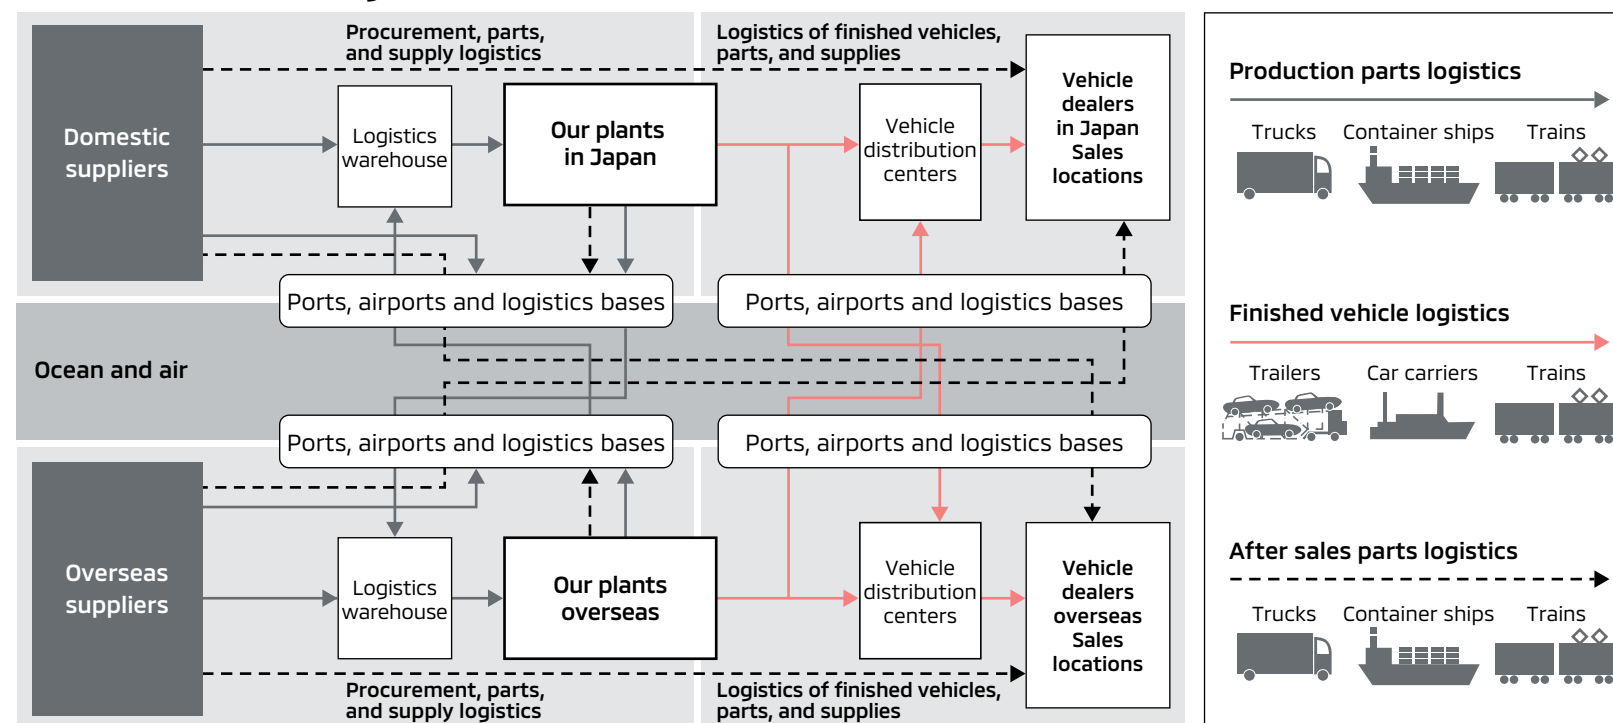 Procurement, parts,
and supply logistics
Logistics of finished vehicles,
parts, and supplies
Domestic
suppliers
Logistics
warehouse
Our plants
in Japan
Vehicle
distribution
centers
Vehicle
dealers
in Japan
Sales
locations
Ports, airports and logistics bases
Ports, airports and logistics bases
Ocean and air
Ports, airports and logistics bases
Ports, airports and logistics bases
Overseas
suppliers
Logistics
warehouse
Our plants
overseas
Vehicle
distribution
centers
Vehicle
dealers
overseas
Sales
locations
Procurement, parts,
and supply logistics
Logistics of finished vehicles,
parts, and supplies
Production parts logistics
Trucks Container ships Trains
Finished vehicle logistics
Trailers Car carriers Trains
After sales parts logistics
Trucks Container ships Trains